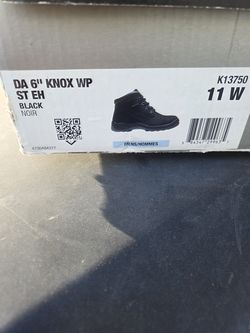 DA 6" KNOX WP
K13750
ST EH
11 W
BLACK
NOIR
MENS/HOMMES